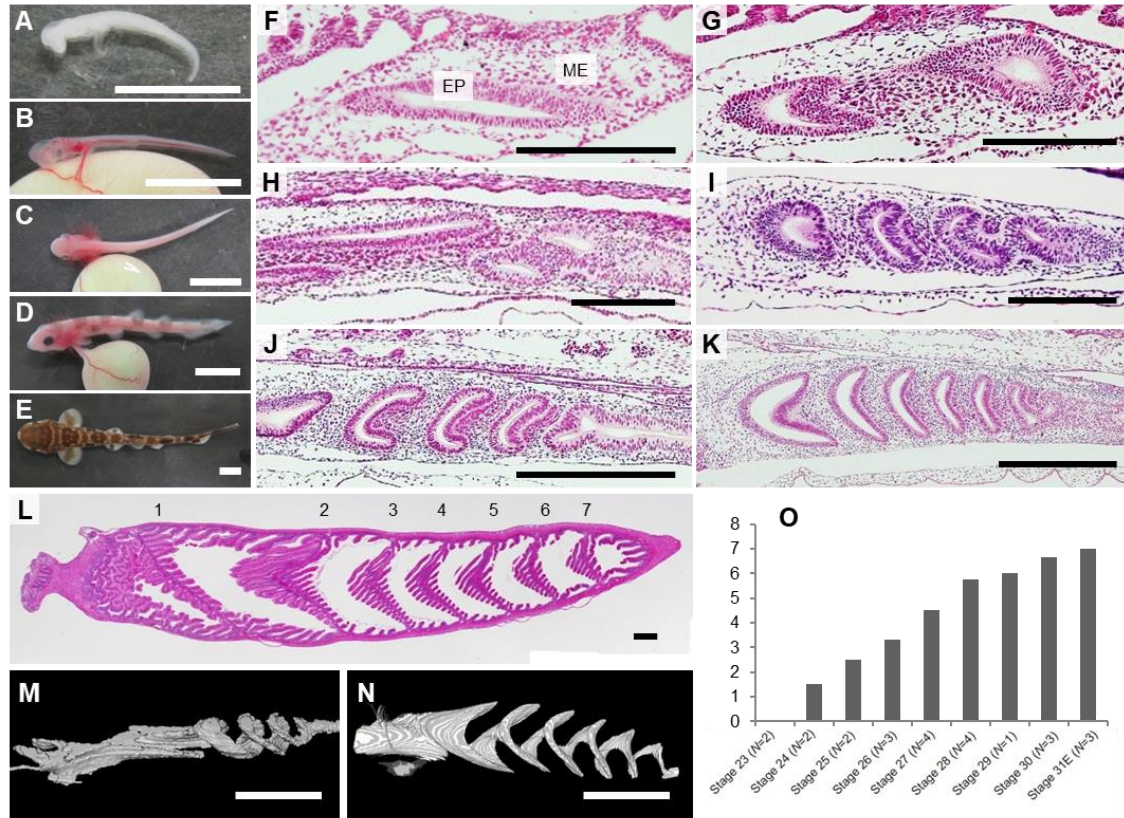 A
B
C
D
E
F
EP
ME
G
H
I
J
K
L
1 2 3 4 5 6 7
M
N
O
8
7
6
5
4
3
2
1
0
Stage 23 (N=2)
Stage 24 (N=2)
Stage 25 (N=2)
Stage 26 (N=3)
Stage 27 (N=4)
Stage 28 (N=4)
Stage 29 (N=1)
Stage 30 (N=3)
Stage 31E (N=3)